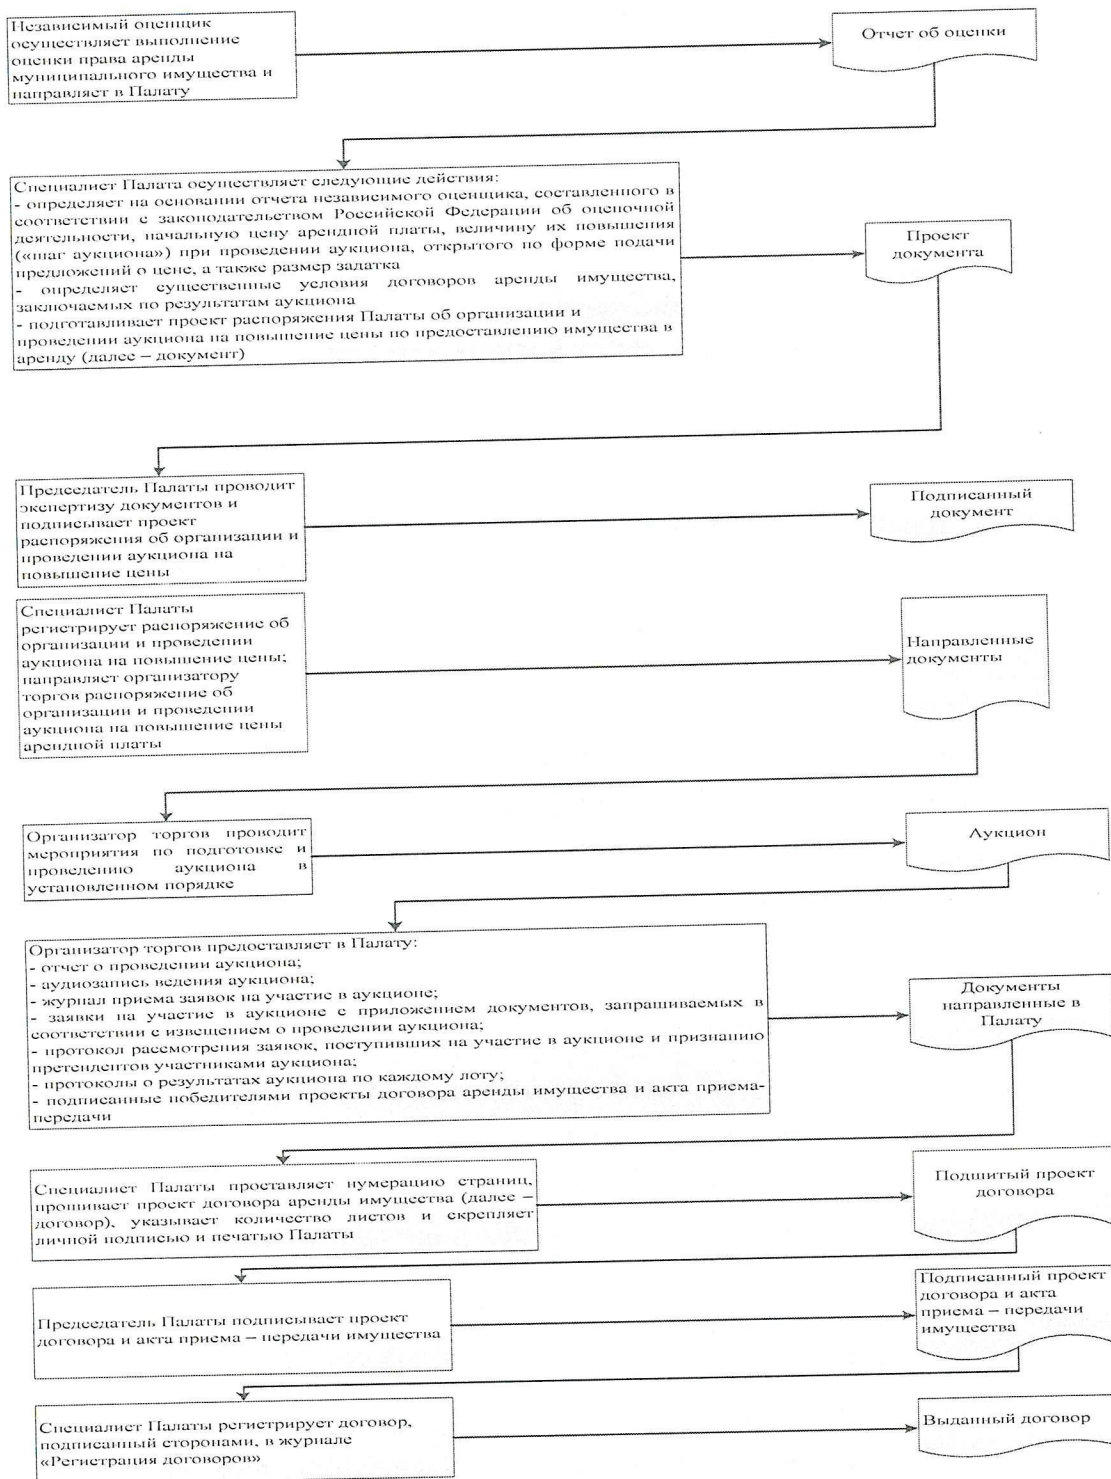 Независимый оценщик
осуществляет выполнение
оценки права аренды
муниципального имущества и
направляет в Палату
Отчет об оценки
Специалист Палата осуществляет следующие действия:
- определяет на основании отчета независимого оценщика, составленного в
соответствии с законодательством Российской Федерации об оценочной
деятельности, начальную цену арендной платы, величину их повышения
(«шаг аукциона») при проведении аукциона, открытого по форме подачи
предложений о цене, а также размер задатка
- определяет существенные условия договоров аренды имущества,
заключаемых по результатам аукциона
- подготавливает проект распоряжения Палаты об организации и
проведении аукциона на повышение цены по предоставлению имущества в
аренду (далее – документ)
Проект
документа
Председатель Палаты проводит
экспертизу документов и
подписывает проект
распоряжения об организации и
проведении аукциона на
повышение цены
Подписанный
документ
Специалист Палаты
регистрирует распоряжение об
организации и проведении
аукциона на повышение цены;
направляет организатору
торгов распоряжение об
организации и проведении
аукциона на повышение цены
арендной платы
Направленные
документы
Организатор торгов проводит
мероприятия по подготовке и
проведению аукциона в
установленном порядке
Аукцион
Организатор торгов предоставляет в Палату:
- отчет о проведении аукциона;
- аудиозапись ведения аукциона;
- журнал приема заявок на участие в аукционе;
- заявки на участие в аукционе с приложением документов, запрашиваемых в
соответствии с извещением о проведении аукциона;
- протокол рассмотрения заявок, поступивших на участие в аукционе и признанию
претендентов участниками аукциона;
- протоколы о результатах аукциона по каждому лоту;
- подписанные победителями проекты договора аренды имущества и акта приема-
передачи
Документы
направленные в
Палату
Специалист Палаты проставляет нумерацию страниц,
прошивает проект договора аренды имущества (далее –
договор), указывает количество листов и скрепляет
личной подписью и печатью Палаты
Подшитый проект
договора
Председатель Палаты подписывает проект
договора и акта приема – передачи имущества
Подписанный проект
договора и акта
приема – передачи
имущества
Специалист Палаты регистрирует договор,
подписанный сторонами, в журнале
«Регистрация договоров»
Выданный договор